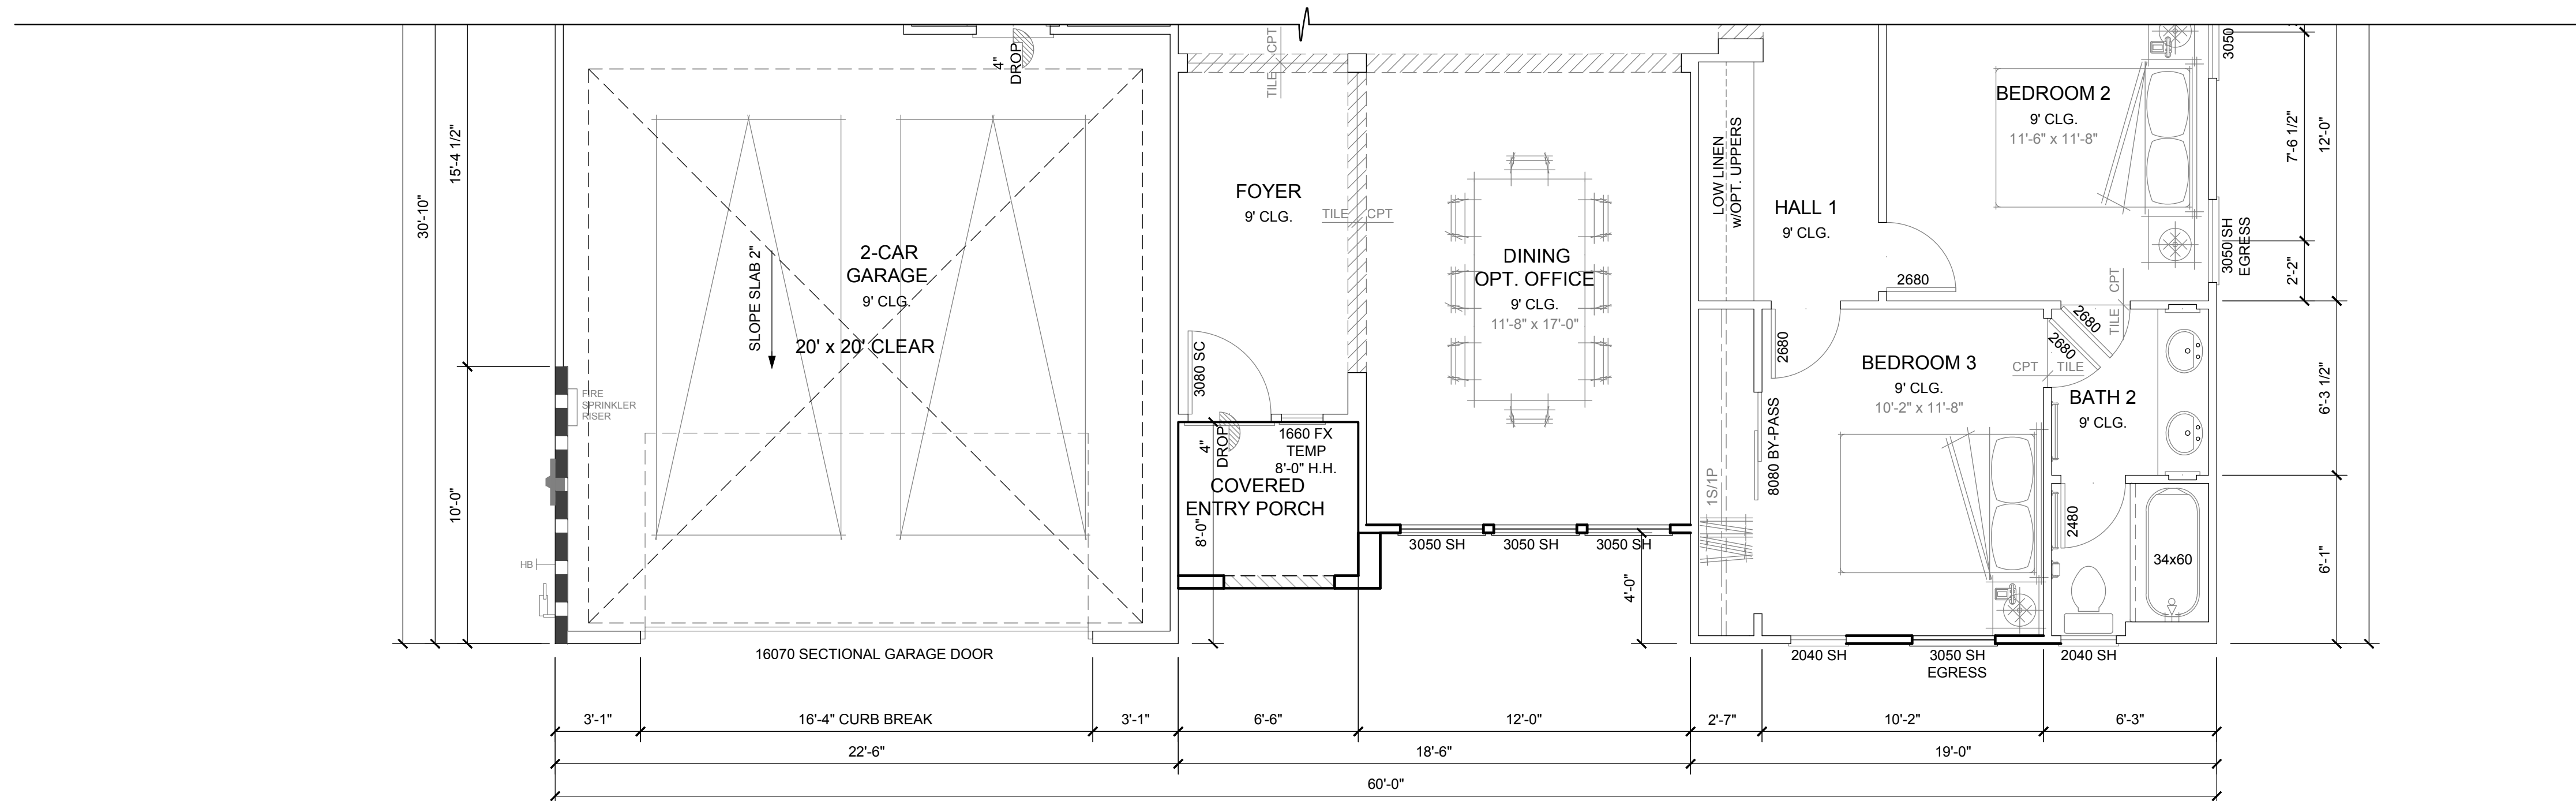 4"
DROP
TILE
CPT
3050
BEDROOM 2
9' CLG.
11'-6" x 11'-8"
15'-4 1/2"
30'-10"
7'-6 1/2"
12'-0"
LOW LINEN
w/OPT. UPPERS
FOYER
9' CLG.
TILE
CPT
HALL 1
9' CLG.
2-CAR
GARAGE
9' CLG.
SLOPE SLAB 2"
20' x 20' CLEAR
DINING
OPT. OFFICE
9' CLG.
11'-8" x 17'-0"
2680
3050 SH
EGRESS
2'-2"
CPT
TILE
2680
2680
2680
3080 SC
BEDROOM 3
9' CLG.
10'-2" x 11'-8"
CPT
TILE
BATH 2
9' CLG.
6'-3 1/2"
FIRE
SPRINKLER
RISER
10'-0"
4"
DROP
1660 FX
TEMP
8'-0" H.H.
COVERED
ENTRY PORCH
8'-0"
8080 BY-PASS
1S/1P
3050 SH
3050 SH
3050 SH
4'-0"
2480
34x60
6'-1"
HB
16070 SECTIONAL GARAGE DOOR
2040 SH
3050 SH
EGRESS
2040 SH
3'-1"
16'-4" CURB BREAK
3'-1"
6'-6"
12'-0"
2'-7"
10'-2"
6'-3"
22'-6"
18'-6"
19'-0"
60'-0"